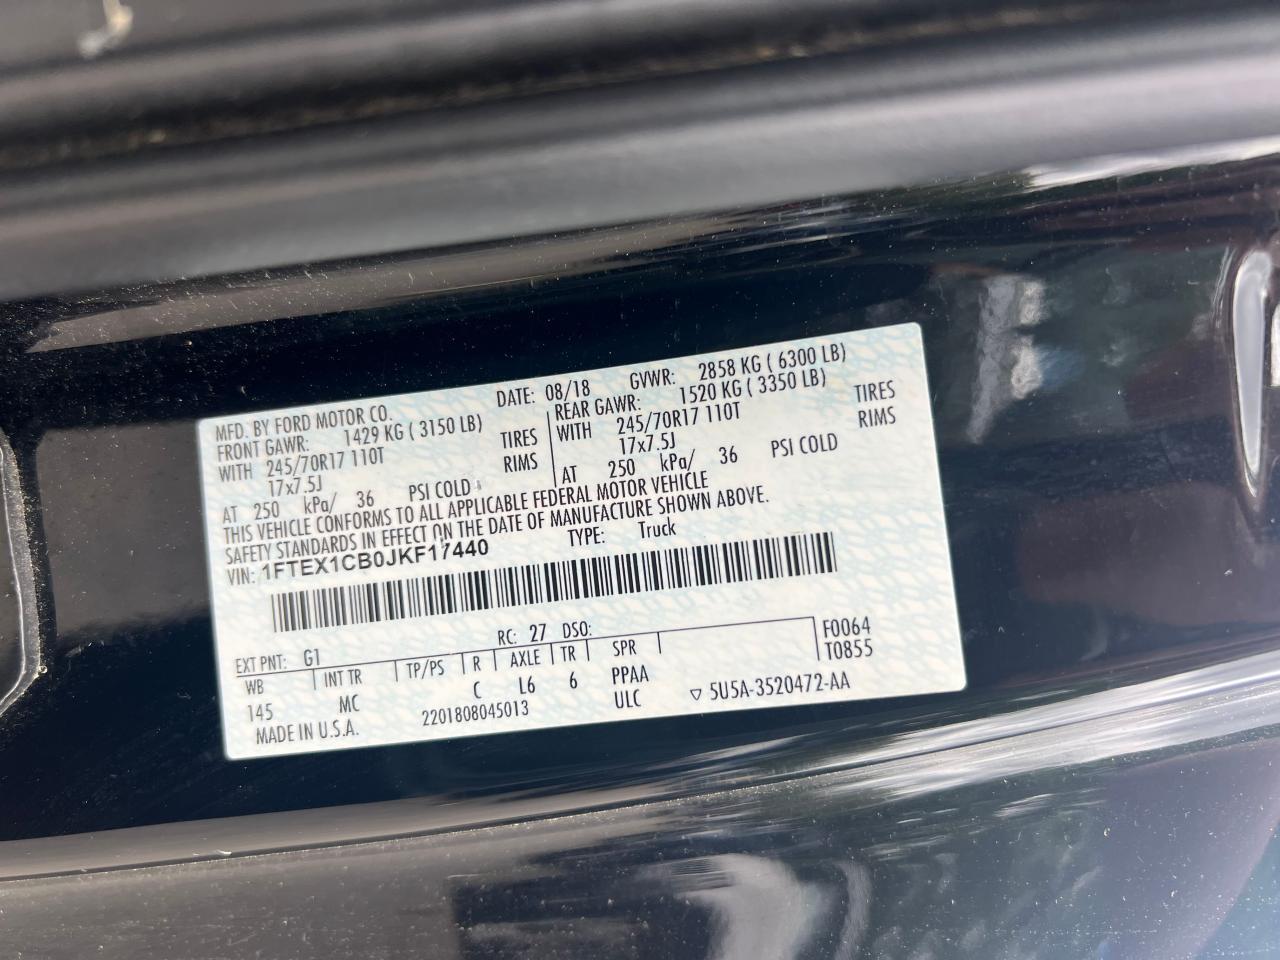 MFD. BY FORD MOTOR CO. DATE: 08/18 GVWR: 2858 KG ( 6300 LB)
FRONT GAWR: 1429 KG ( 3150 LB) REAR GAWR: 1520 KG ( 3350 LB)
WITH 245/70R17 110T TIRES WITH 245/70R17 110T TIRES
17x7.5J RIMS 17x7.5J RIMS
AT 250 kPa/ 36 PSI COLD AT 250 kPa/ 36 PSI COLD
THIS VEHICLE CONFORMS TO ALL APPLICABLE FEDERAL MOTOR VEHICLE
SAFETY STANDARDS IN EFFECT ON THE DATE OF MANUFACTURE SHOWN ABOVE.
VIN: 1FTEX1CB0JKF17440 TYPE: Truck
EXT PNT: G1 RC: 27 DSO: F0064
WB INT TR TP/PS R AXLE TR SPR T0855
145 MC C L6 6 PPAA
MADE IN U.S.A. 2201808045013 ULC ▽ 5U5A-3520472-AA